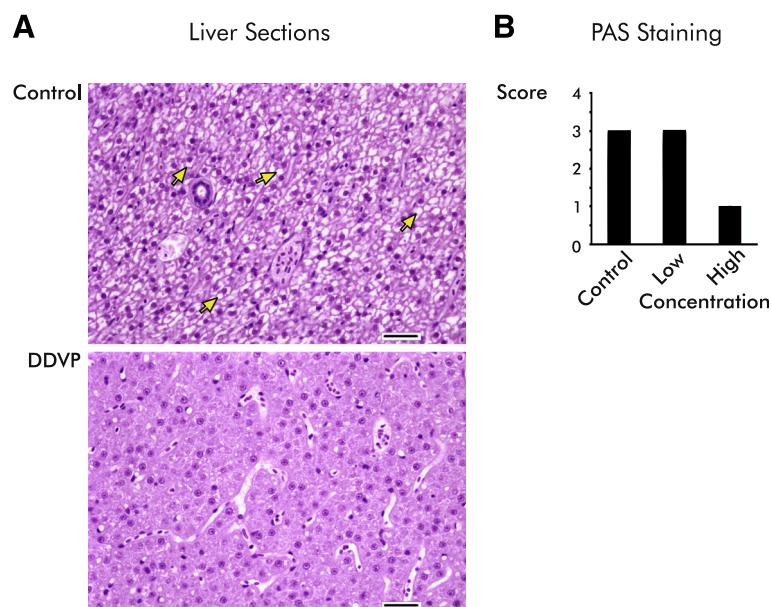 A
Liver Sections
Control
DDVP
B
PAS Staining
Score
4
3
2
1
0
Control
Low
High
Concentration